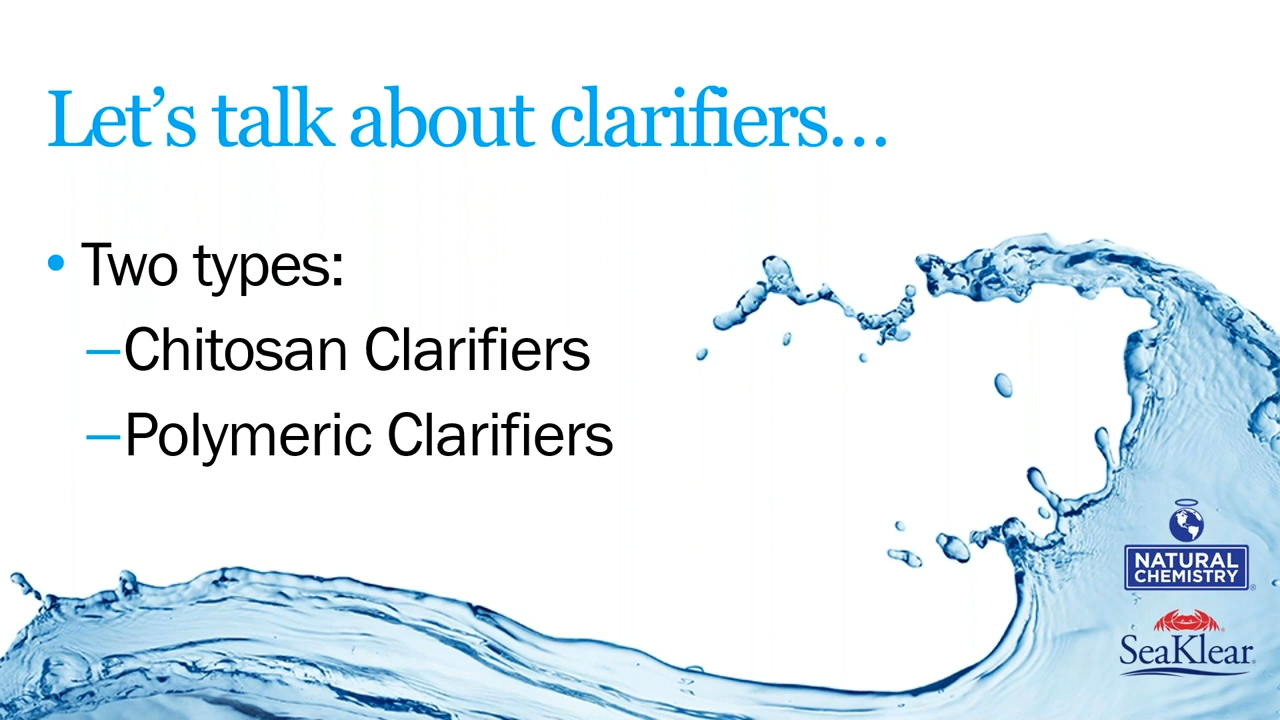 Let’s talk about clarifiers...
• Two types:
–Chitosan Clarifiers
–Polymeric Clarifiers
NATURAL
CHEMISTRY®
SeaKlear®